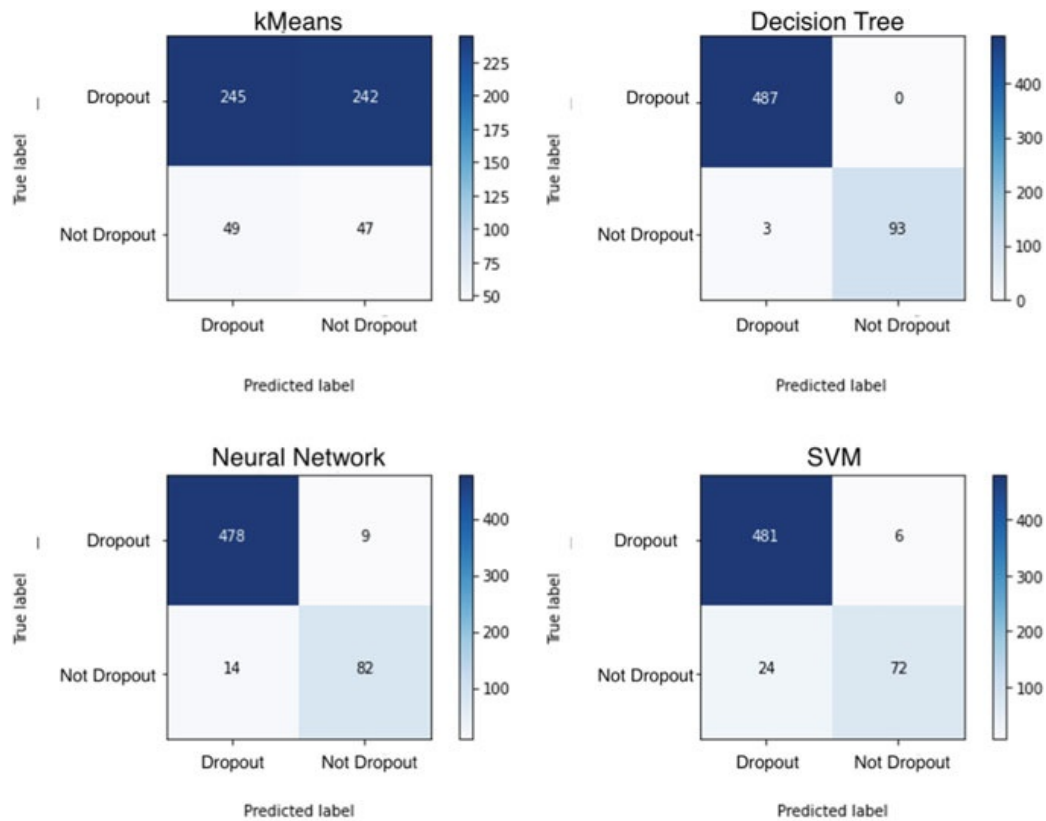 kMeans
Dropout
245 242
Not Dropout
49 47
Dropout Not Dropout
True label
Predicted label
225
200
175
150
125
100
75
50
Decision Tree
Dropout
487 0
Not Dropout
3 93
Dropout Not Dropout
True label
Predicted label
400
300
200
100
0
Neural Network
Dropout
478 9
Not Dropout
14 82
Dropout Not Dropout
True label
Predicted label
400
300
200
100
SVM
Dropout
481 6
Not Dropout
24 72
Dropout Not Dropout
True label
Predicted label
400
300
200
100